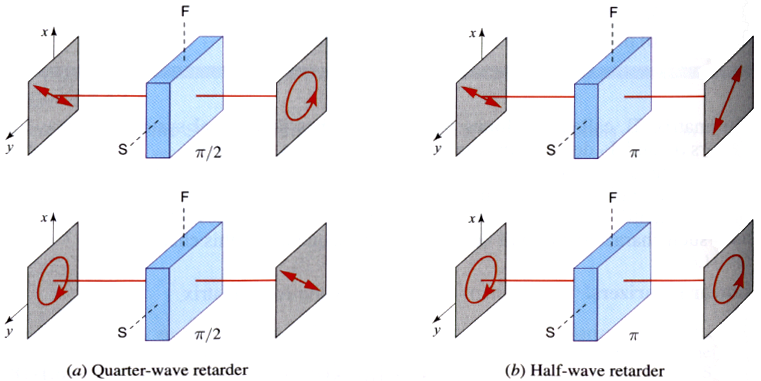 F
x
y
S
π/2
F
x
y
S
π
F
x
y
S
π/2
F
x
y
S
π
(a) Quarter-wave retarder
(b) Half-wave retarder